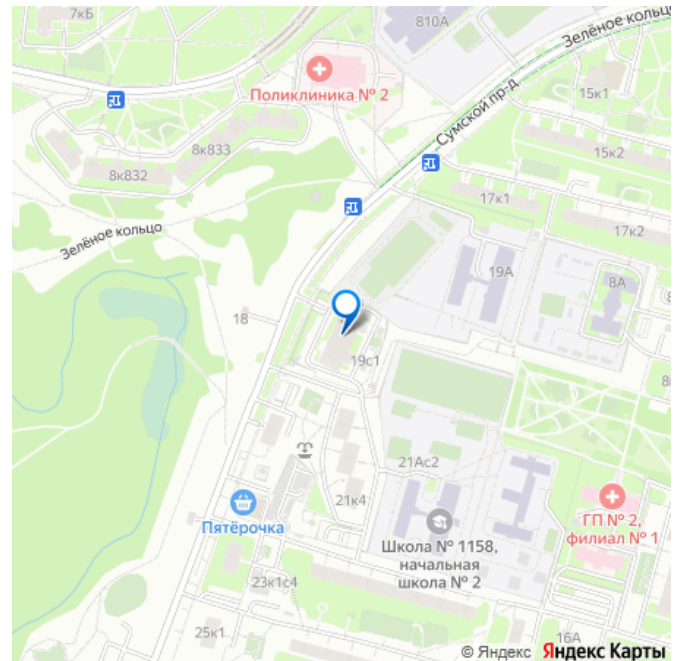 7кБ
810А
Зелёное кольцо
Поликлиника № 2
Сумской пр-д
15к1
8к833
15к2
8к832
17к1
Зелёное кольцо
17к2
19А
8А
18
19с1
21Ас2
21к4
Пятёрочка
ГП № 2,
филиал № 1
Школа № 1158,
начальная
школа № 2
23к1с4
25к1
16А
© Яндекс Яндекс Карты